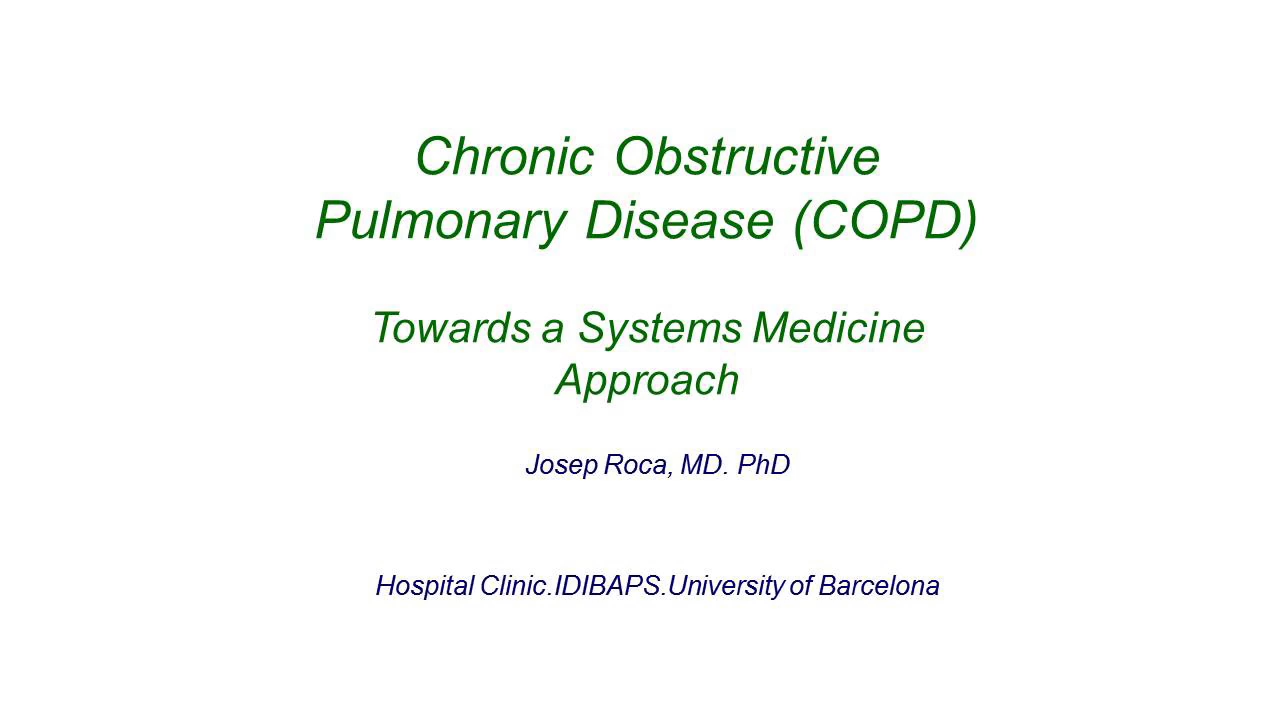 Chronic Obstructive
Pulmonary Disease (COPD)
Towards a Systems Medicine
Approach
Josep Roca, MD. PhD
Hospital Clinic.IDIBAPS.University of Barcelona